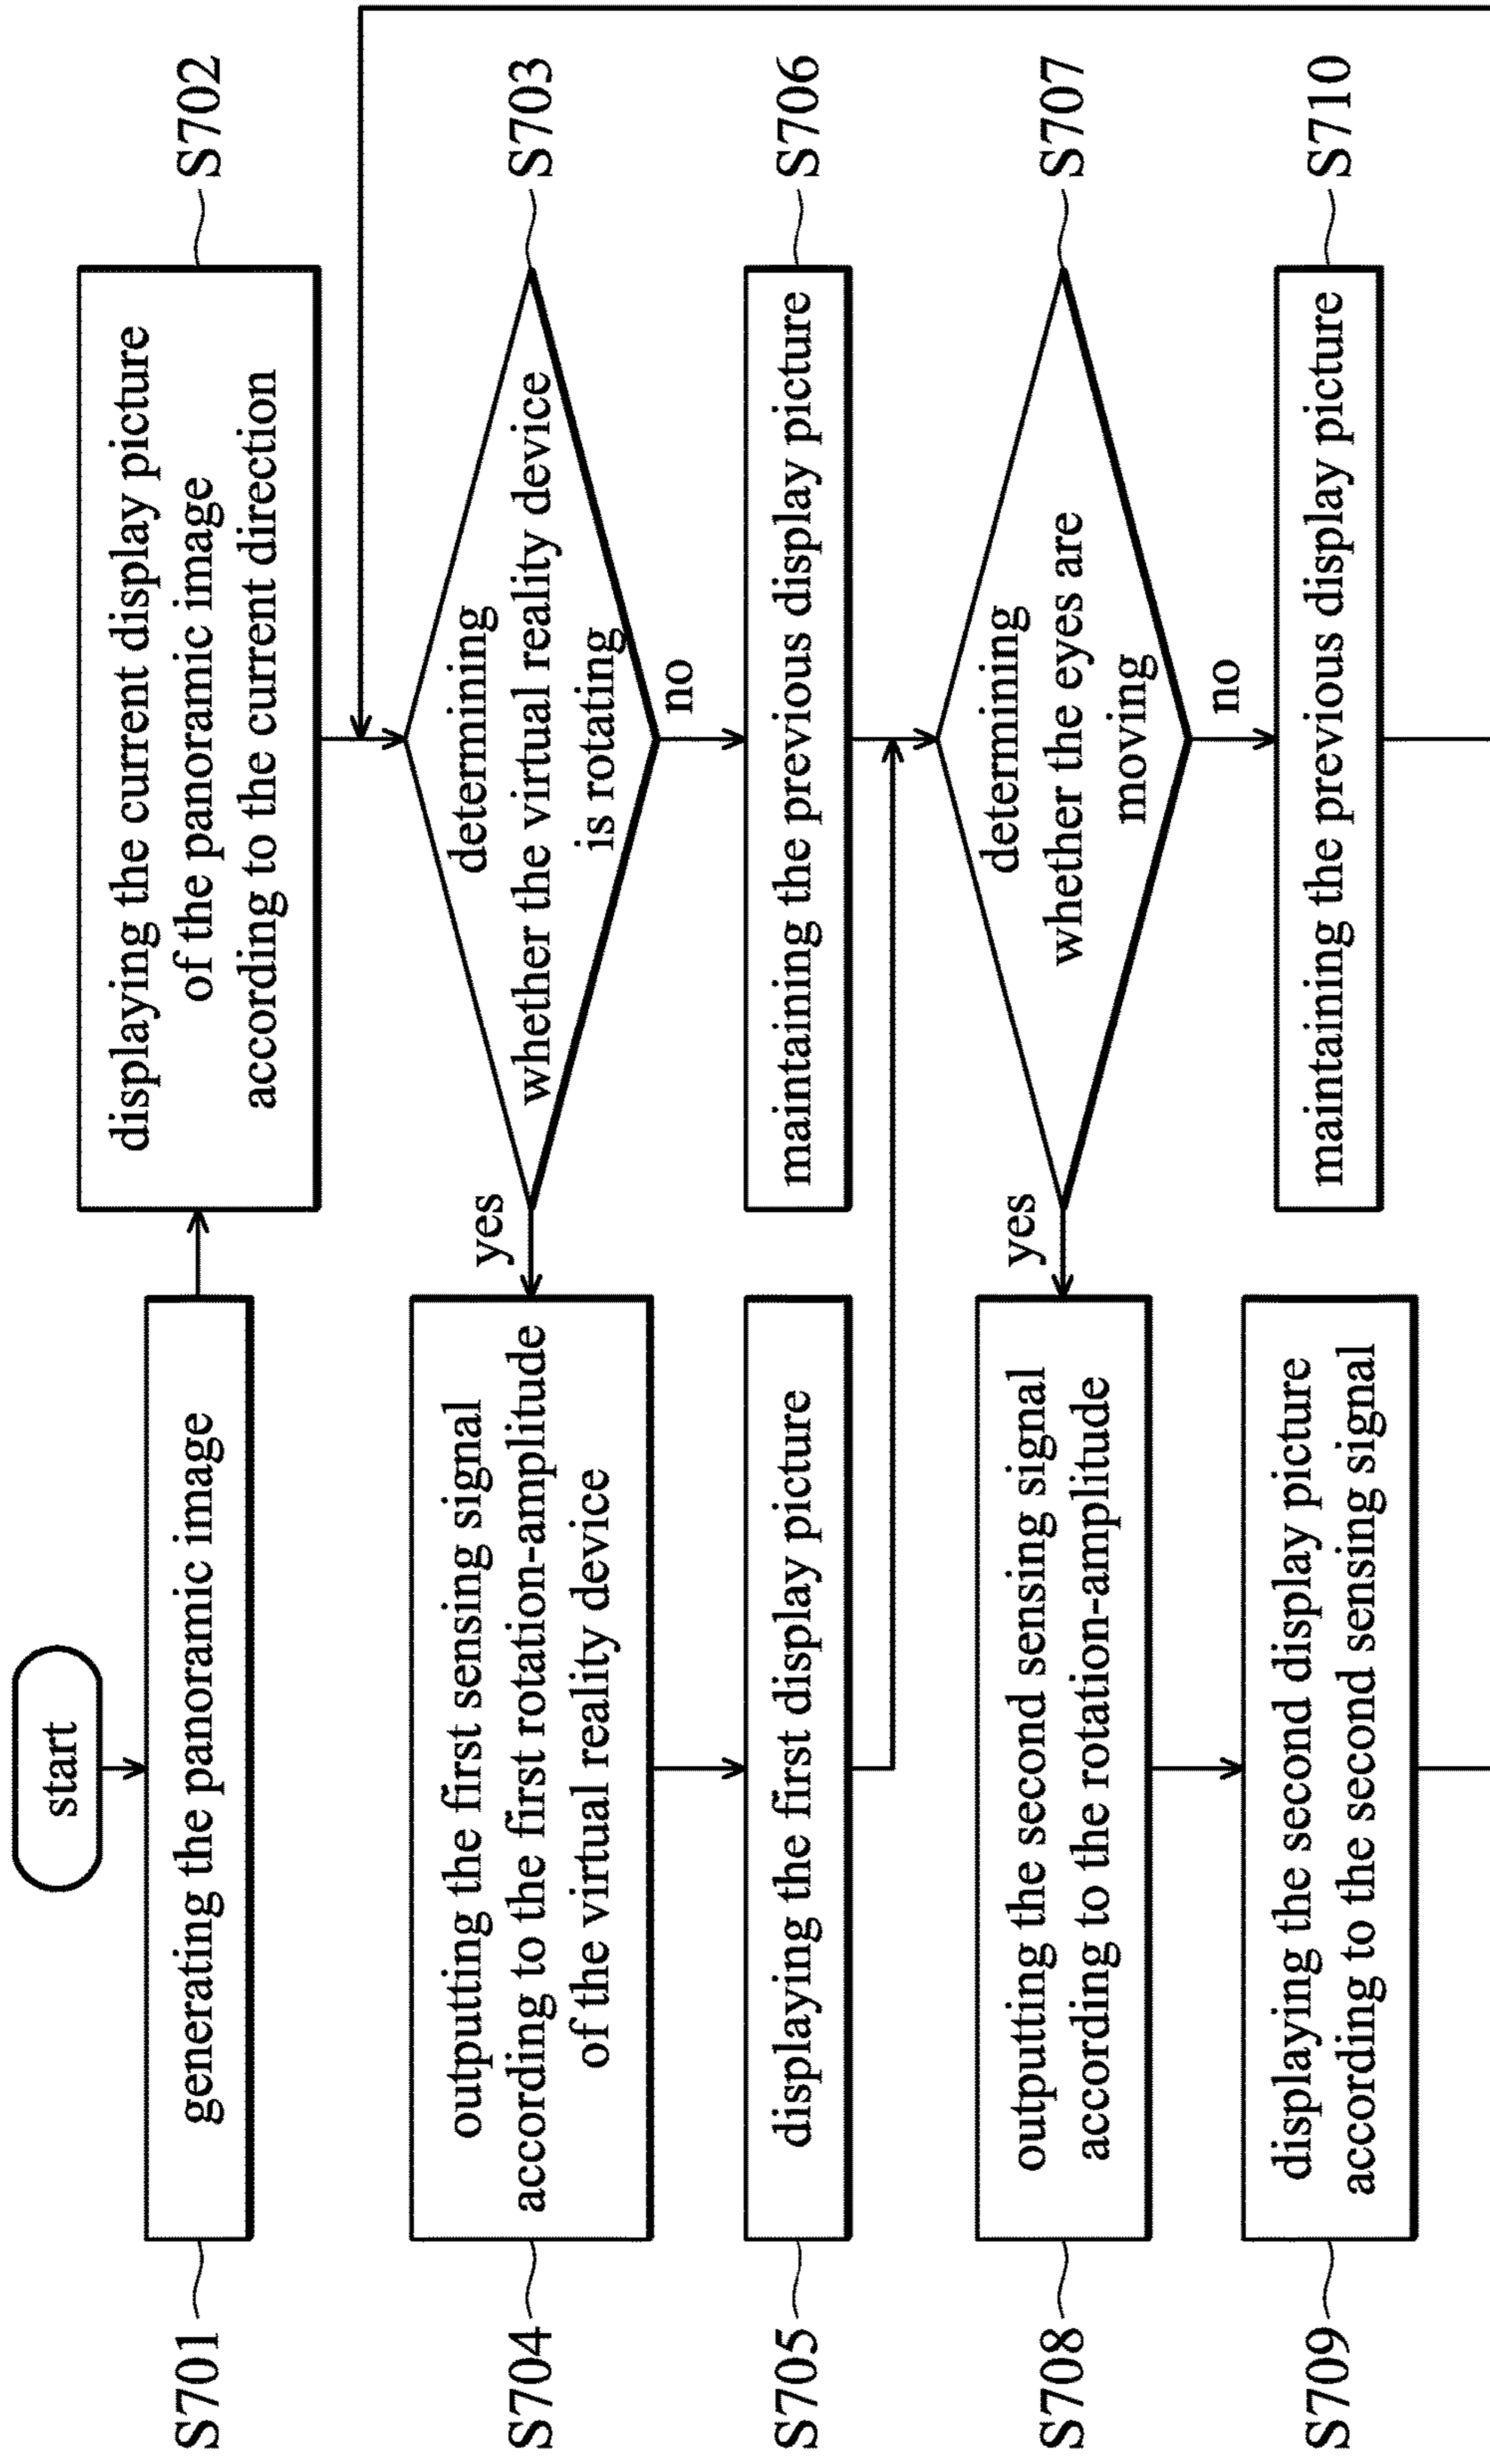 start
S701
generating the panoramic image
S702
displaying the current display picture
of the panoramic image
according to the current direction
S703
determining
whether the virtual reality device
is rotating
yes
no
S704
outputting the first sensing signal
according to the first rotation-amplitude
of the virtual reality device
S705
displaying the first display picture
S706
maintaining the previous display picture
S707
determining
whether the eyes are
moving
yes
no
S708
outputting the second sensing signal
according to the rotation-amplitude
S709
displaying the second display picture
according to the second sensing signal
S710
maintaining the previous display picture